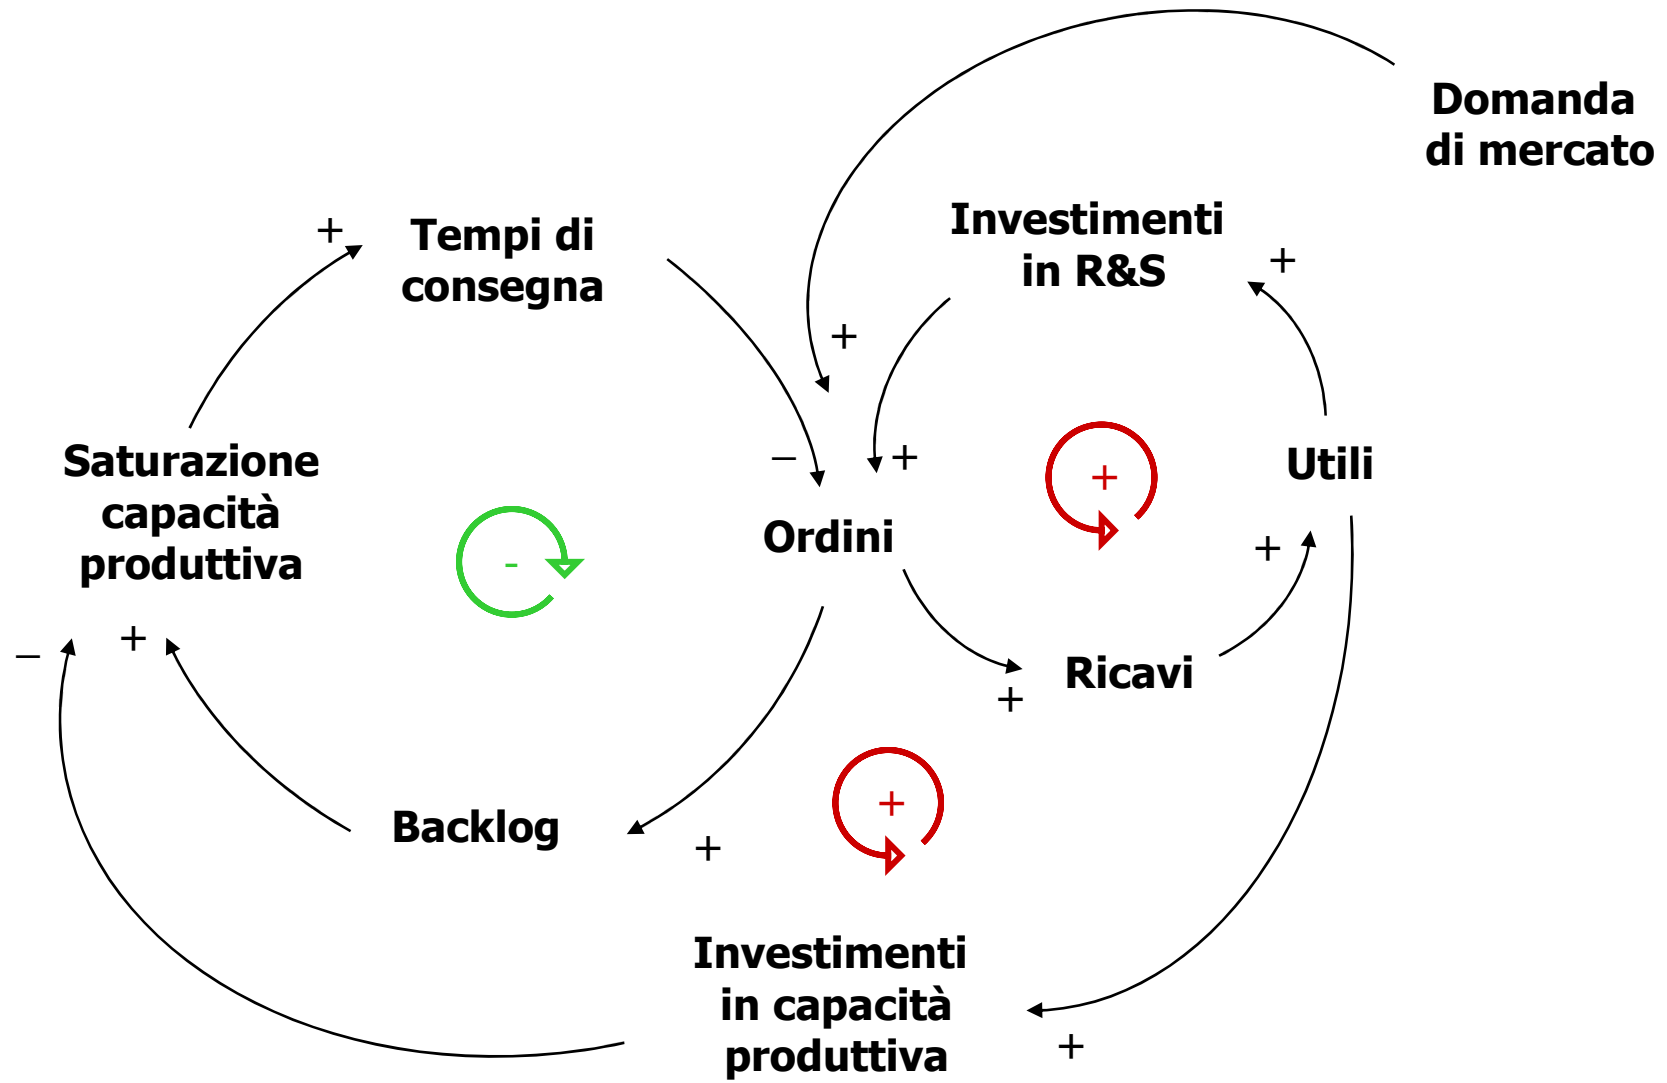 Domanda
di mercato
Investimenti
in R&S
+
+
Tempi di
consegna
+
+
−
+
Saturazione
capacità
produttiva
Utili
+
-
Ordini
+
−
+
Ricavi
+
Backlog
+
+
Investimenti
in capacità
produttiva
+